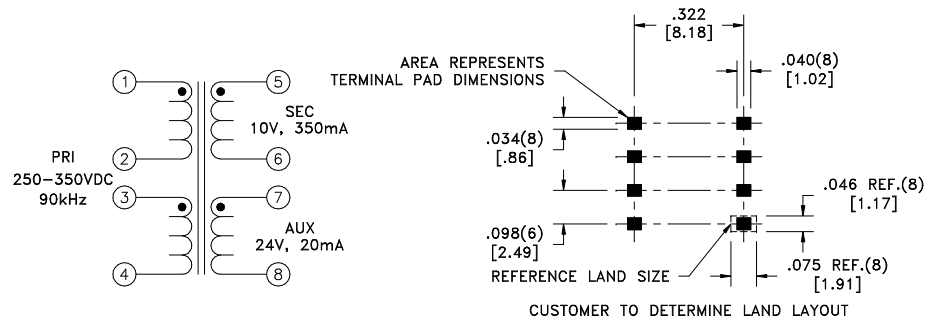 1
2
3
4
5
6
7
8
PRI
250-350VDC
90kHz
SEC
10V, 350mA
AUX
24V, 20mA
.322
[8.18]
AREA REPRESENTS
TERMINAL PAD DIMENSIONS
.040(8)
[1.02]
.034(8)
[.86]
.046 REF.(8)
[1.17]
.098(6)
[2.49]
REFERENCE LAND SIZE
.075 REF.(8)
[1.91]
CUSTOMER TO DETERMINE LAND LAYOUT